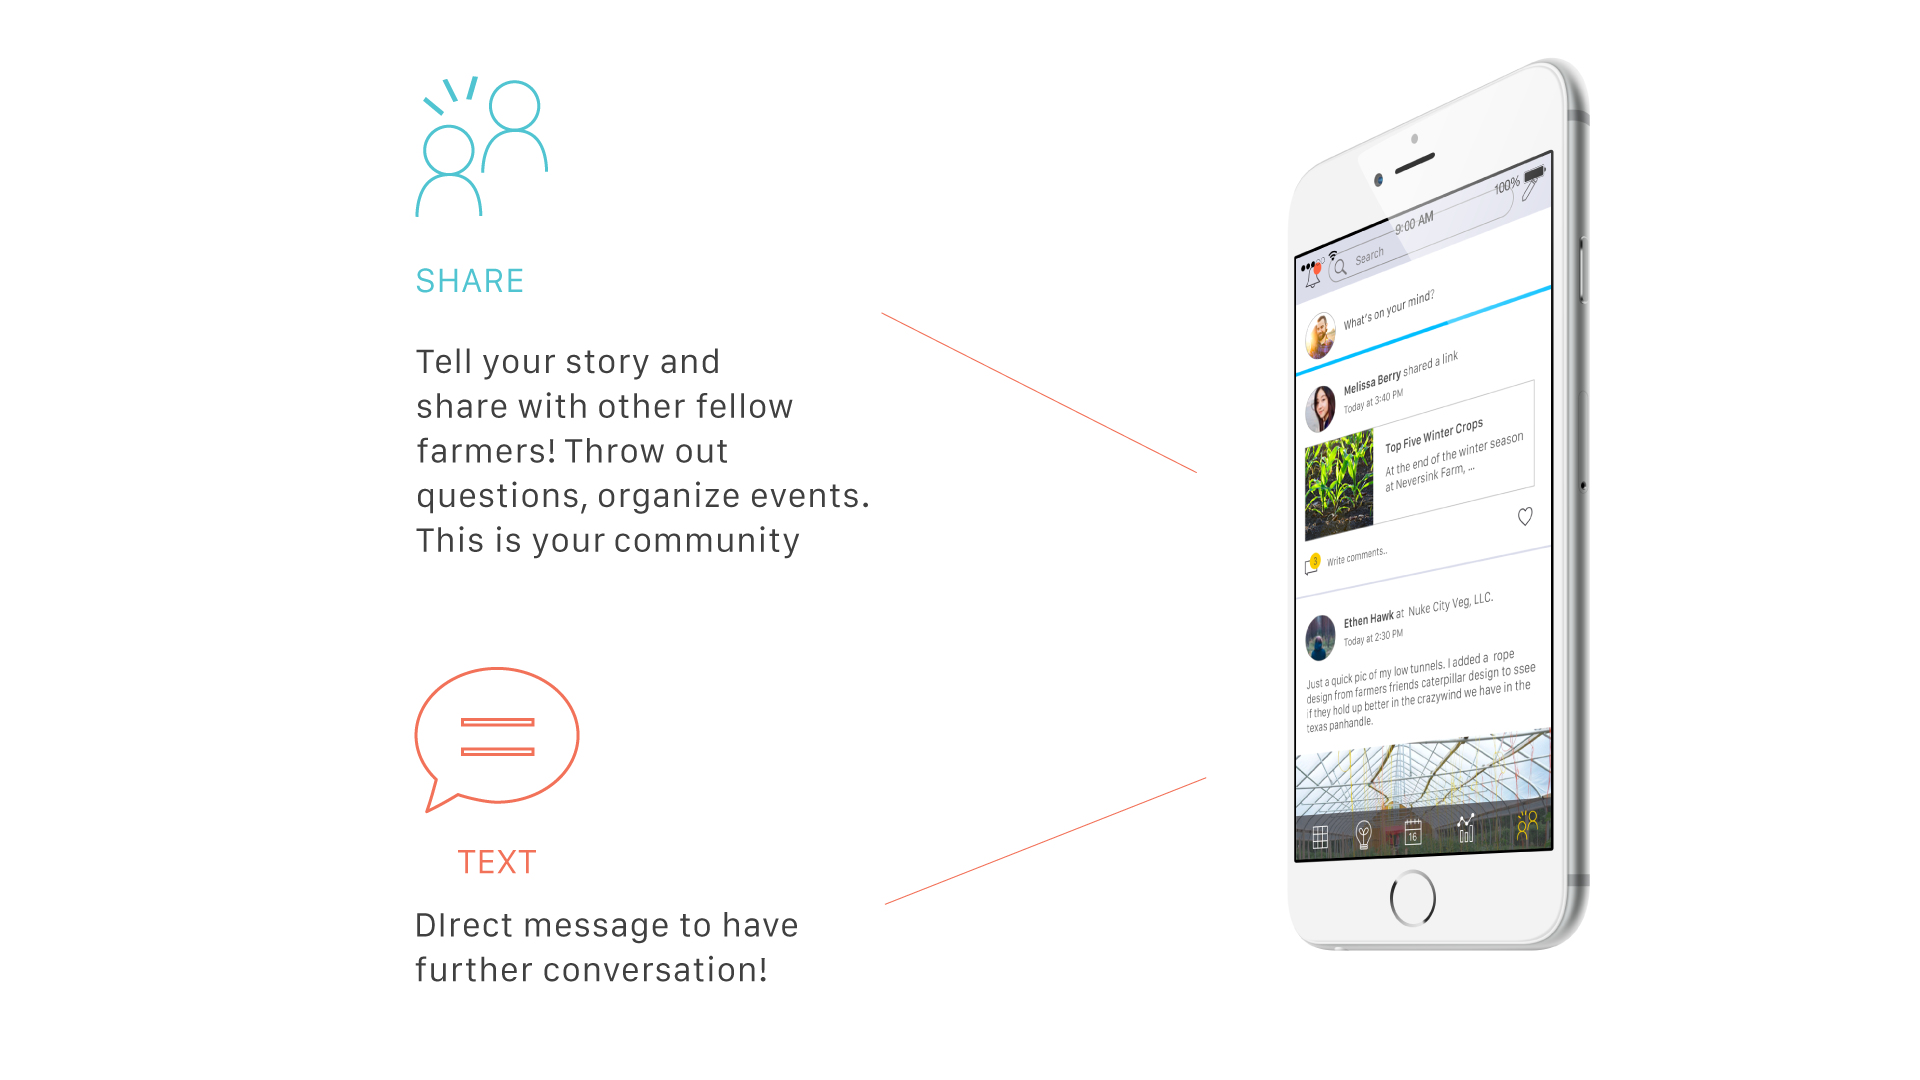 SHARE
Tell your story and
share with other fellow
farmers! Throw out
questions, organize events.
This is your community
TEXT
DIrect message to have
further conversation!
9:00 AM
100%
Search
What's on your mind?
Melissa Berry shared a link
Today at 3:40 PM
Top Five Winter Crops
At the end of the winter season
at Neversink Farm, ...
3
Write comments..
Ethen Hawk at Nuke City Veg, LLC.
Today at 2:30 PM
Just a quick pic of my low tunnels. I added a rope
design from farmers friends caterpillar design to ssee
if they hold up better in the crazywind we have in the
texas panhandle.
16